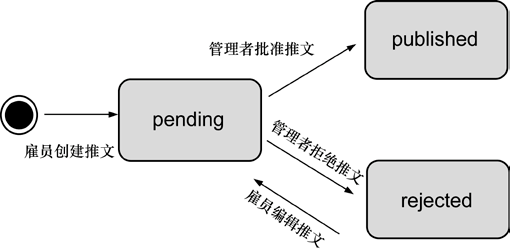 管理者批准推文
published
pending
雇员创建推文
管理者拒绝推文
雇员编辑推文
rejected